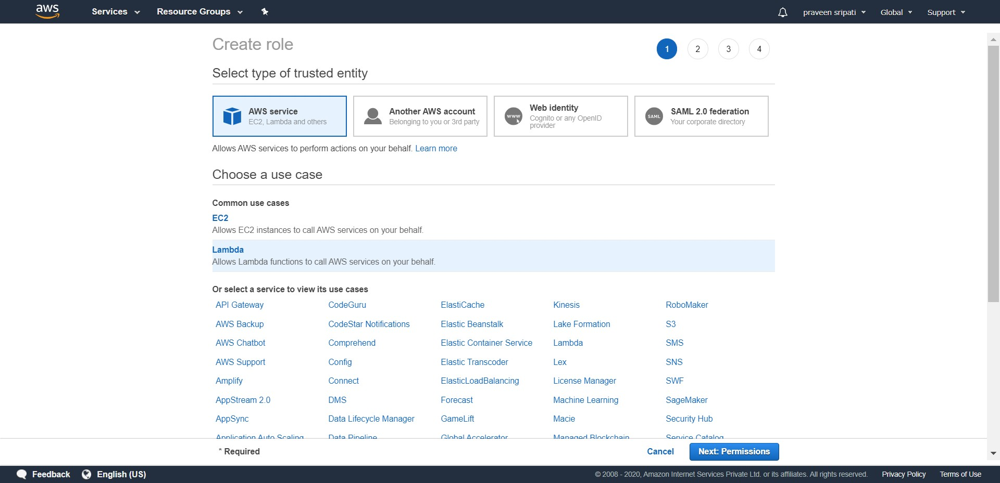 aws Services Resource Groups praveen sripati Global Support
Create role
1 2 3 4
Select type of trusted entity
AWS service
EC2, Lambda and others
Another AWS account
Belonging to you or 3rd party
www
Web identity
Cognito or any OpenID
provider
SAML
SAML 2.0 federation
Your corporate directory
Allows AWS services to perform actions on your behalf. Learn more
Choose a use case
Common use cases
EC2
Allows EC2 instances to call AWS services on your behalf.
Lambda
Allows Lambda functions to call AWS services on your behalf.
Or select a service to view its use cases
API Gateway CodeGuru ElastiCache Kinesis RoboMaker
AWS Backup CodeStar Notifications Elastic Beanstalk Lake Formation S3
AWS Chatbot Comprehend Elastic Container Service Lambda SMS
AWS Support Config Elastic Transcoder Lex SNS
Amplify Connect ElasticLoadBalancing License Manager SWF
AppStream 2.0 DMS Forecast Machine Learning SageMaker
AppSync Data Lifecycle Manager GameLift Macie Security Hub
Application Auto Scaling Data Pipeline Global Accelerator Managed Blockchain Service Catalog
* Required Cancel Next: Permissions
Feedback English (US) © 2008 - 2020, Amazon Internet Services Private Ltd. or its affiliates. All rights reserved. Privacy Policy Terms of Use